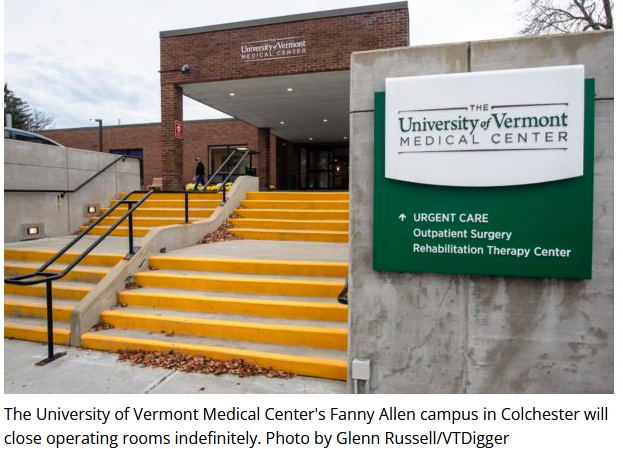 THE
University of Vermont
MEDICAL CENTER
THE
University of Vermont
MEDICAL CENTER
↑ URGENT CARE
Outpatient Surgery
Rehabilitation Therapy Center
The University of Vermont Medical Center's Fanny Allen campus in Colchester will
close operating rooms indefinitely. Photo by Glenn Russell/VTDigger